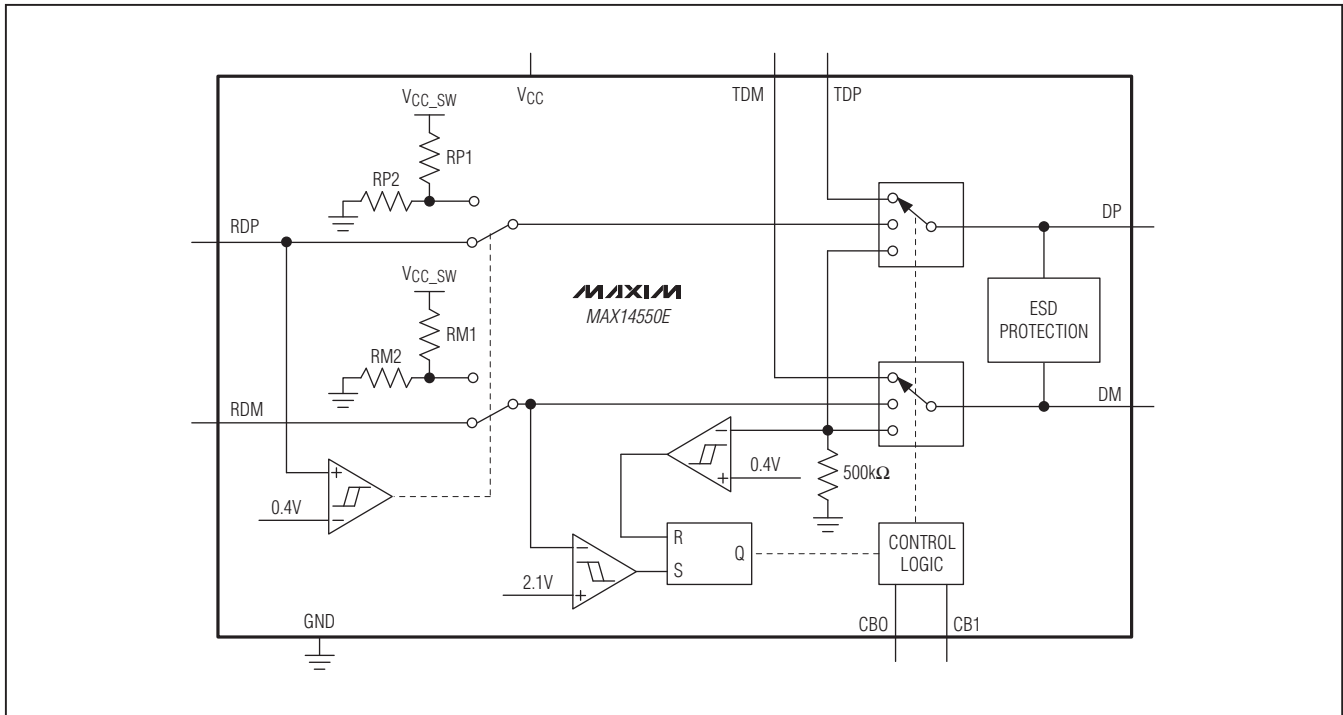 VCC
TDM
TDP
VCC_SW
RP1
RP2
RDP
DP
VCC_SW
MAXIM
MAX14550E
RM1
RM2
ESD
PROTECTION
RDM
DM
+
0.4V
−
−
+
0.4V
500kΩ
−
2.1V
+
R
S
Q
CONTROL
LOGIC
GND
CB0
CB1